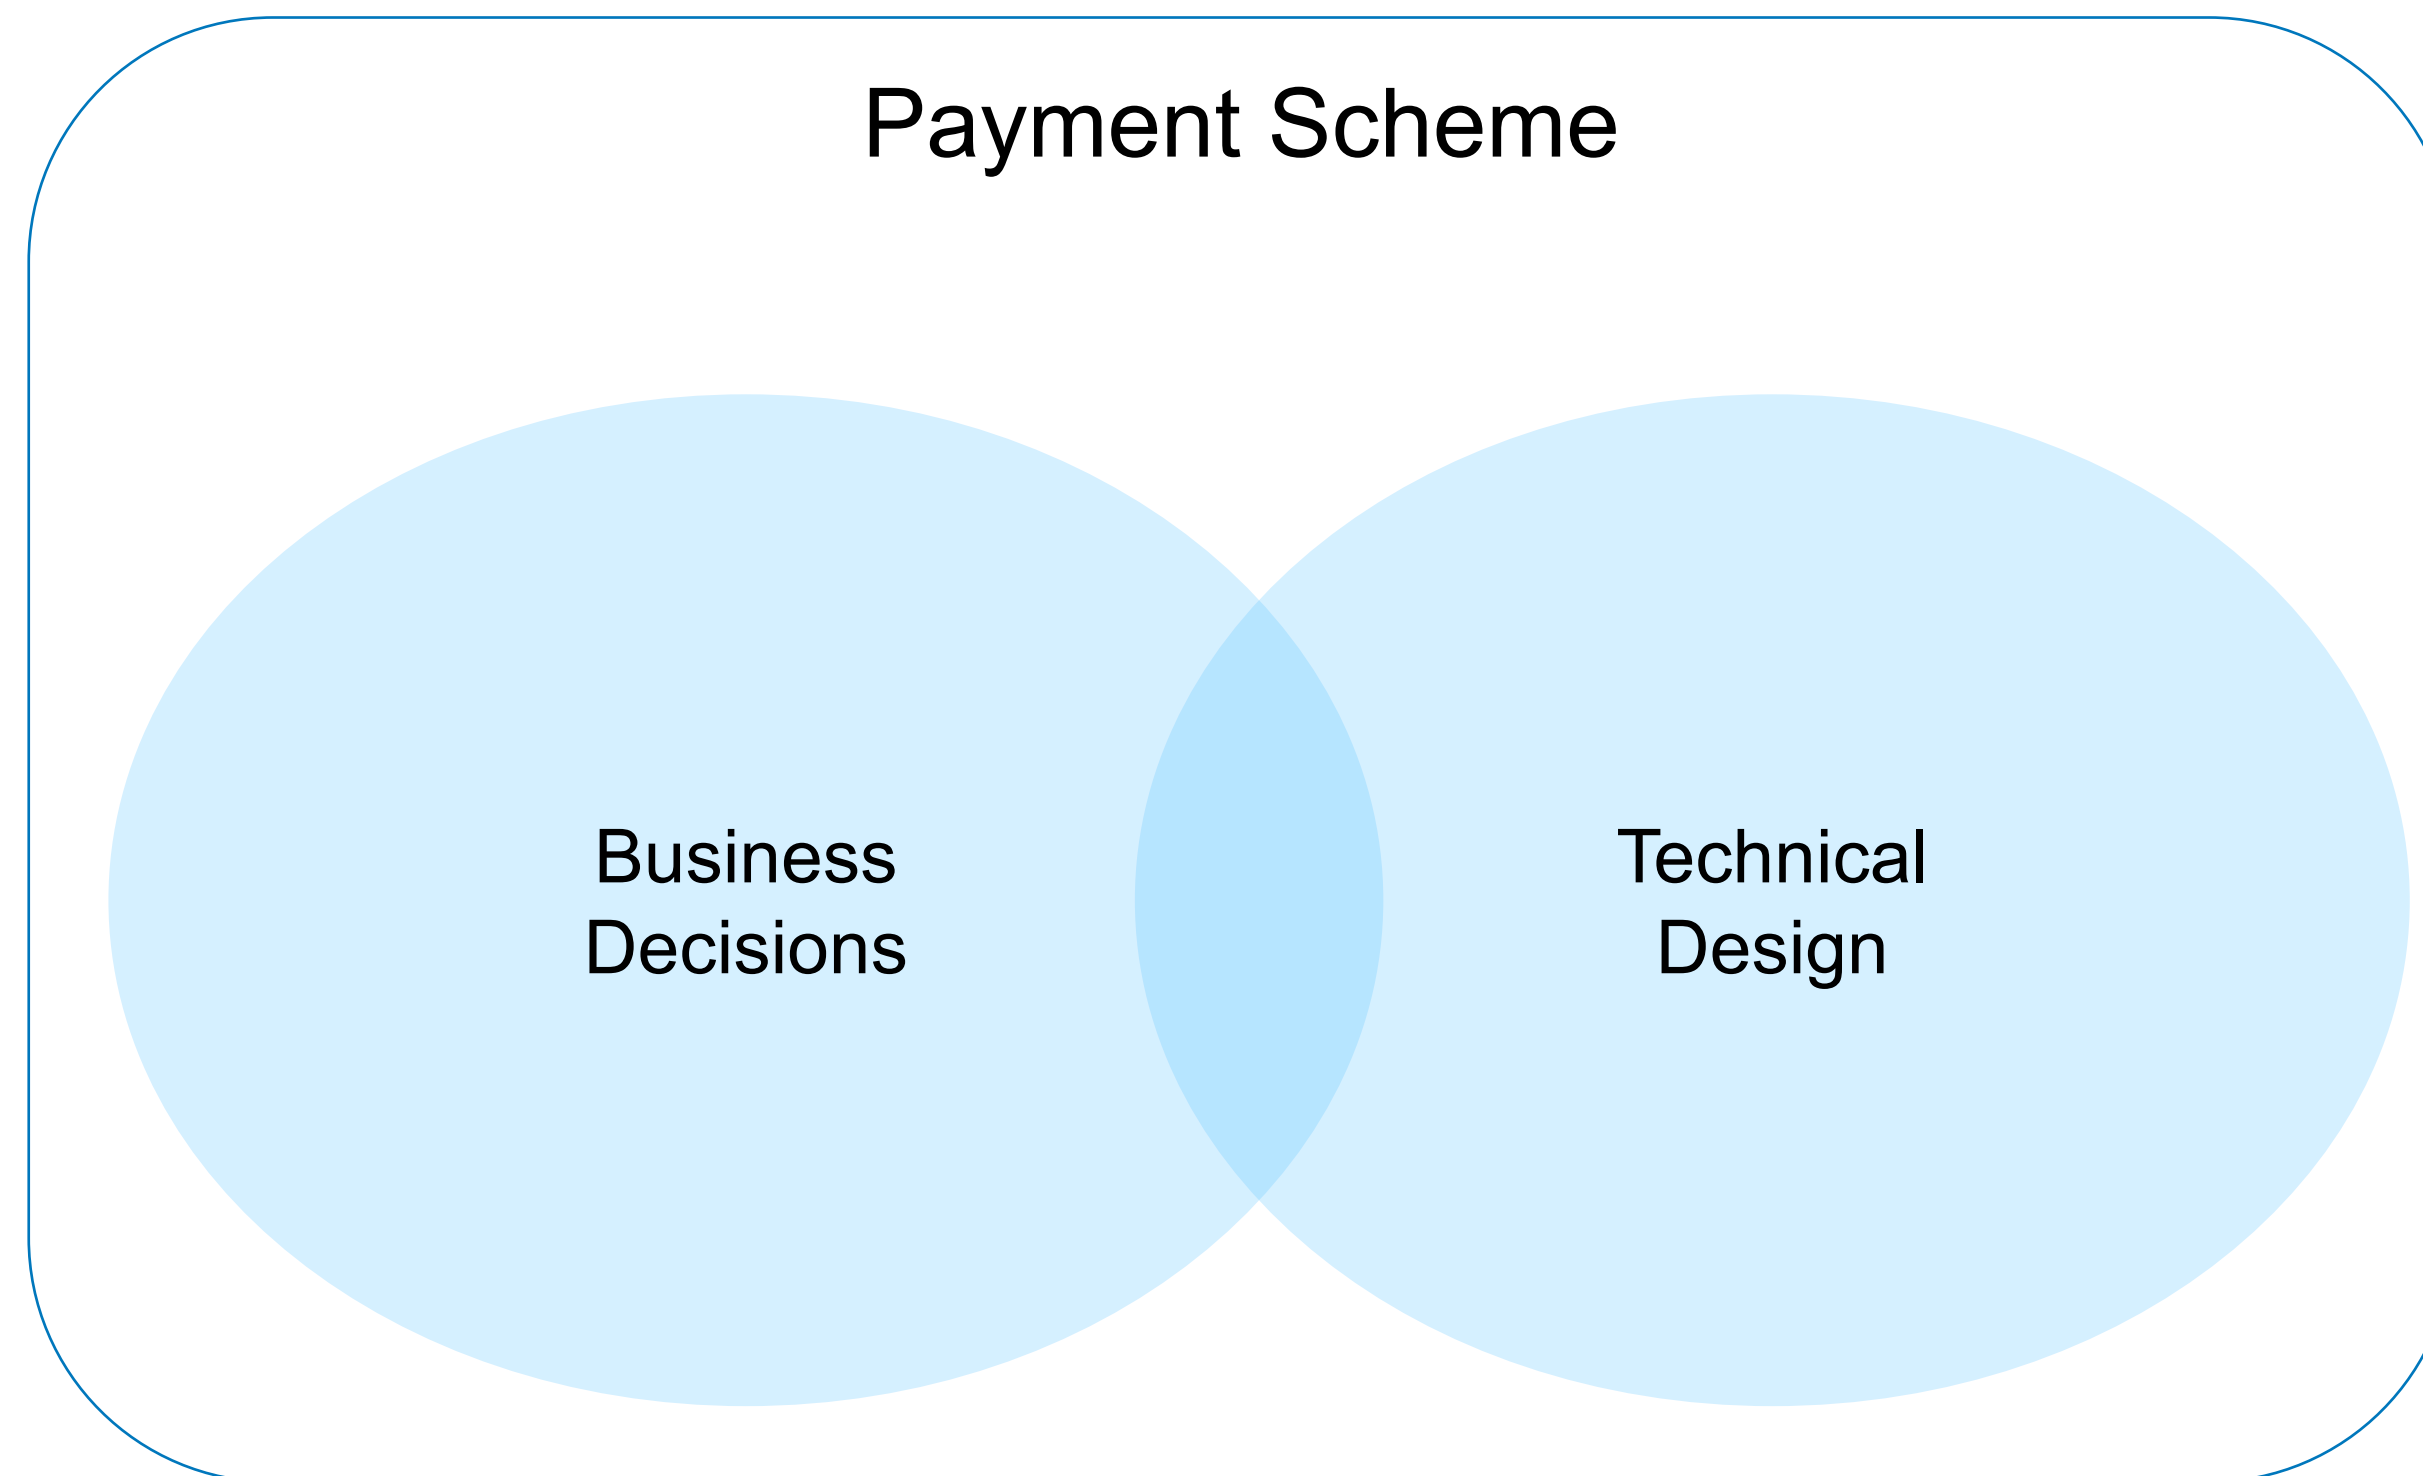 Payment Scheme
Business
Decisions
Technical
Design